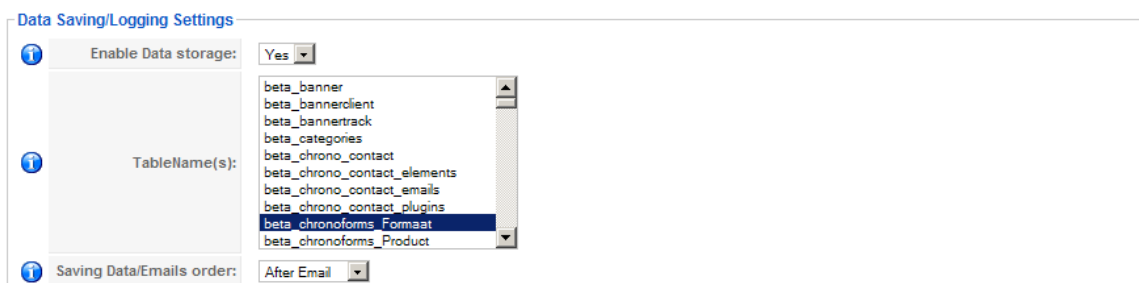 Data Saving/Logging Settings
Enable Data storage: Yes
TableName(s):
beta_banner
beta_bannerclient
beta_bannertrack
beta_categories
beta_chrono_contact
beta_chrono_contact_elements
beta_chrono_contact_emails
beta_chrono_contact_plugins
beta_chronoforms_Formaat
beta_chronoforms_Product
Saving Data/Emails order: After Email